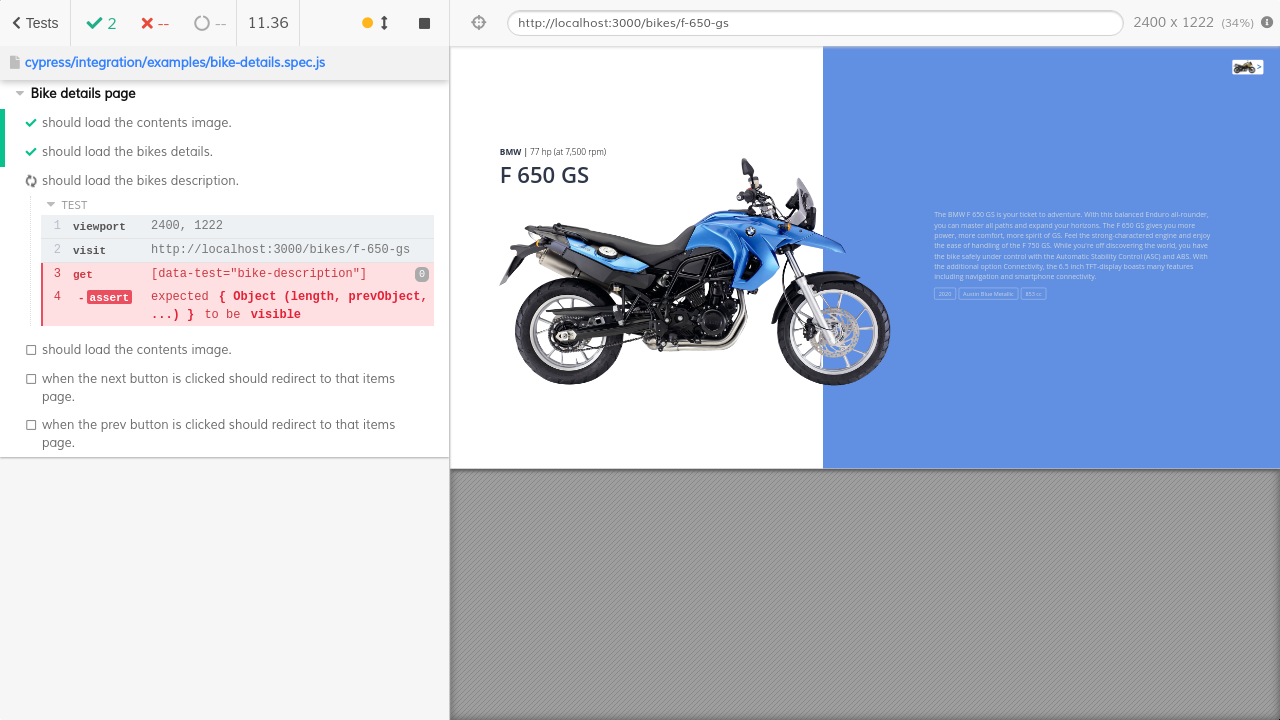 Tests
2
--
--
11.36
http://localhost:3000/bikes/f-650-gs
2400 x 1222 (34%)
cypress/integration/examples/bike-details.spec.js
Bike details page
should load the contents image.
should load the bikes details.
should load the bikes description.
TEST
1 viewport 2400, 1222
2 visit http://localhost:3000/bikes/f-650-g
3 get [data-test="bike-description"] 0
4 - assert expected { Object (length, prevObject,
...) } to be visible
should load the contents image.
when the next button is clicked should redirect to that items
page.
when the prev button is clicked should redirect to that items
page.
>
BMW | 77 hp (at 7,500 rpm)
F 650 GS
The BMW F 650 GS is your ticket to adventure. With this balanced Enduro all-rounder,
you can master all paths and expand your horizons. The F 650 GS gives you more
power, more comfort, more spirit of GS. Feel the strong-charactered engine and enjoy
the ease of handling of the F 750 GS. While you're off discovering the world, you have
the bike safely under control with the Automatic Stability Control (ASC) and ABS. With
the additional option Connectivity, the 6.5 inch TFT-display boasts many features
including navigation and smartphone connectivity.
2020 Austin Blue Metallic 853 cc